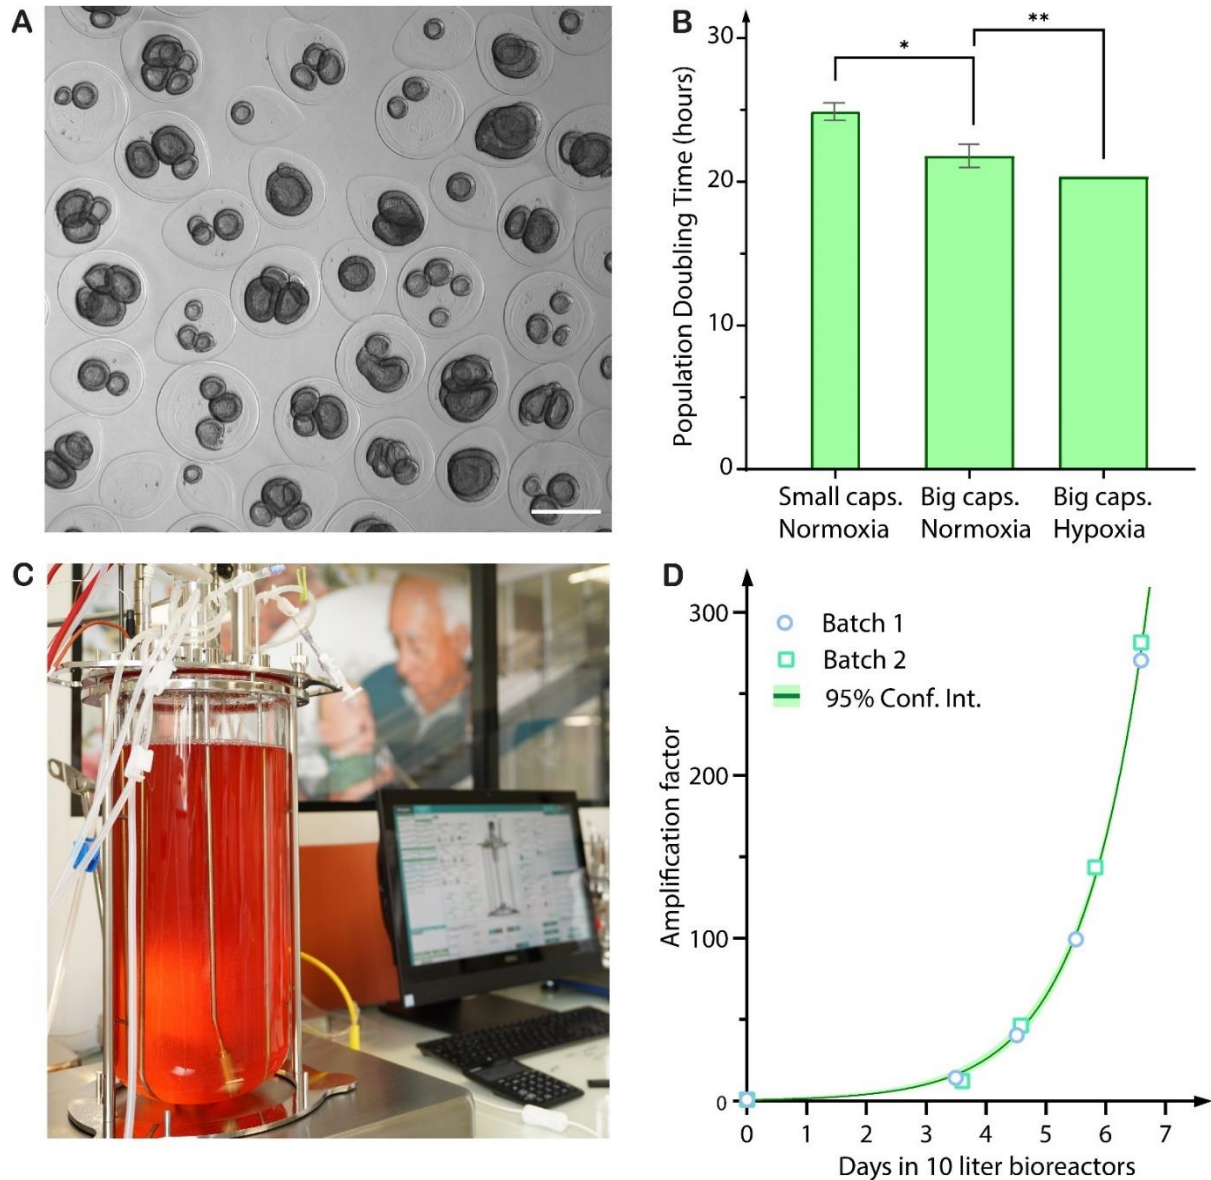 A
B
30
20
10
0
Population Doubling Time (hours)
*
**
Small caps.
Normoxia
Big caps.
Normoxia
Big caps.
Hypoxia
C
D
300
200
100
0
Amplification factor
Batch 1
Batch 2
95% Conf. Int.
0 1 2 3 4 5 6 7
Days in 10 liter bioreactors